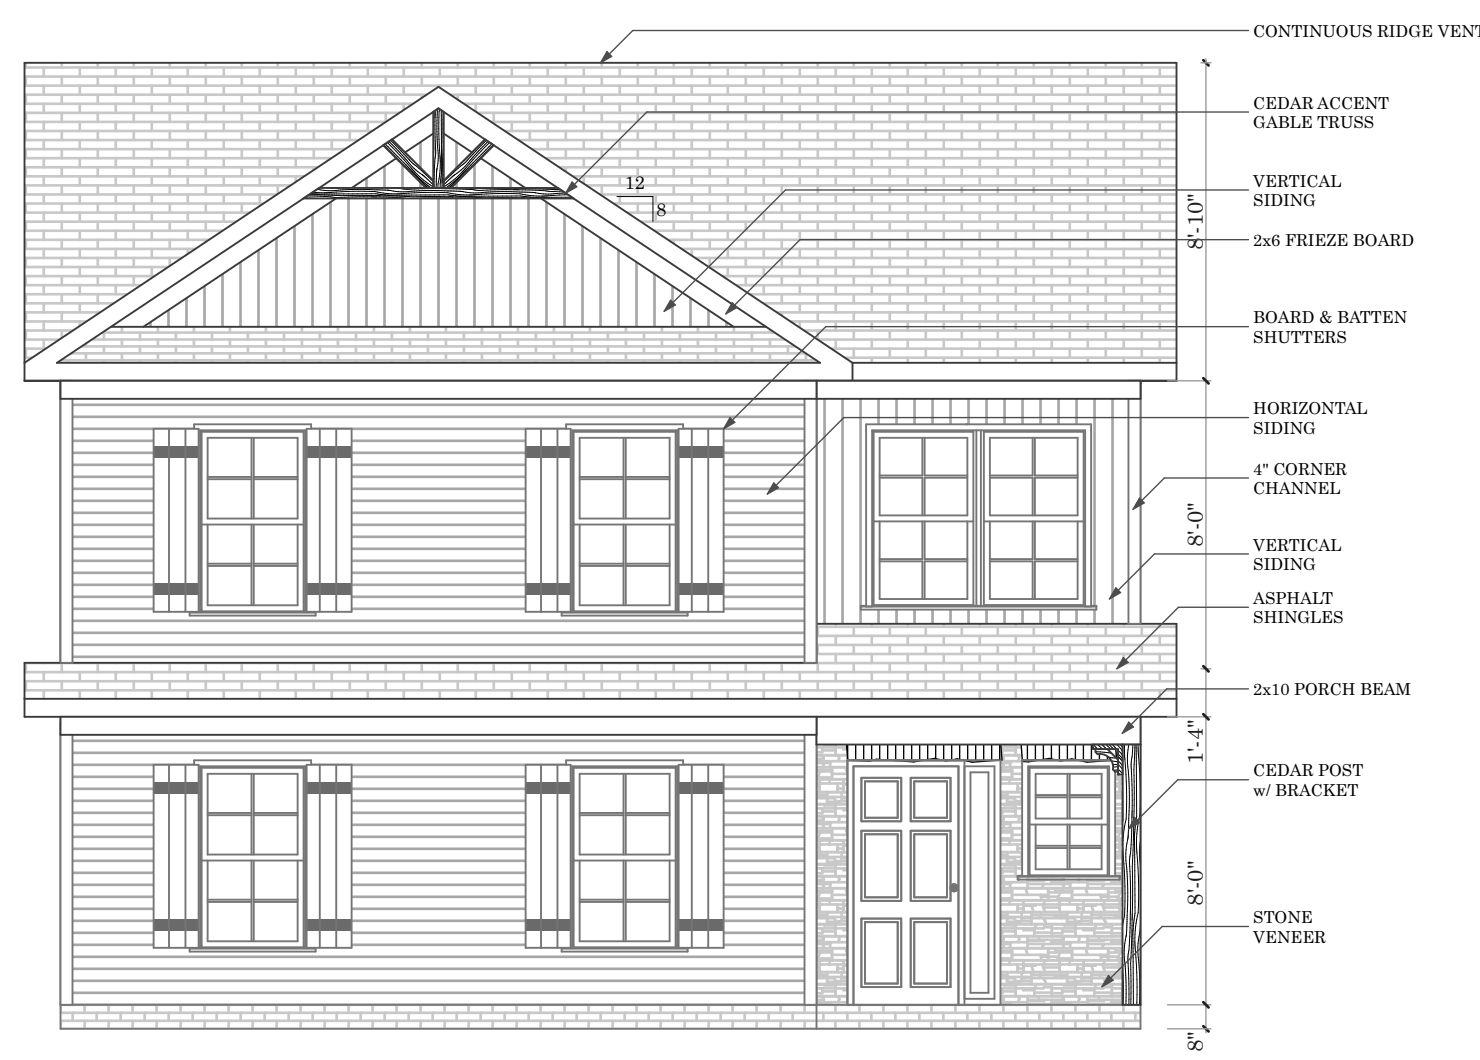 CONTINUOUS RIDGE VENT
CEDAR ACCENT
GABLE TRUSS
12
8
VERTICAL
SIDING
8'-10"
2x6 FRIEZE BOARD
BOARD & BATTEN
SHUTTERS
HORIZONTAL
SIDING
4" CORNER
CHANNEL
8'-0"
VERTICAL
SIDING
ASPHALT
SHINGLES
2x10 PORCH BEAM
1'-4"
CEDAR POST
w/ BRACKET
8'-0"
STONE
VENEER
8"